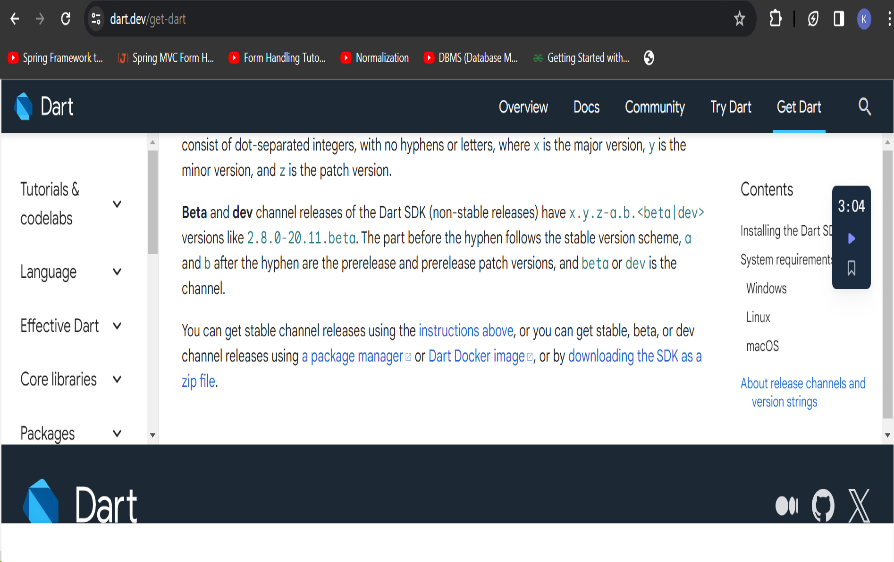 dart.dev/get-dart
K
Spring Framework t...
Spring MVC Form H...
Form Handling Tuto...
Normalization
DBMS (Database M...
Getting Started with...
Dart
Overview
Docs
Community
Try Dart
Get Dart
Tutorials &
codelabs
Language
Effective Dart
Core libraries
Packages
consist of dot-separated integers, with no hyphens or letters, where x is the major version, y is the
minor version, and z is the patch version.
Beta and dev channel releases of the Dart SDK (non-stable releases) have x.y.z-a.b.<beta|dev>
versions like 2.8.0-20.11.beta. The part before the hyphen follows the stable version scheme, a
and b after the hyphen are the prerelease and prerelease patch versions, and beta or dev is the
channel.
You can get stable channel releases using the instructions above, or you can get stable, beta, or dev
channel releases using a package manager or Dart Docker image, or by downloading the SDK as a
zip file.
Contents
Installing the Dart SD
System requirements
Windows
Linux
macOS
About release channels and
version strings
3:04
Dart